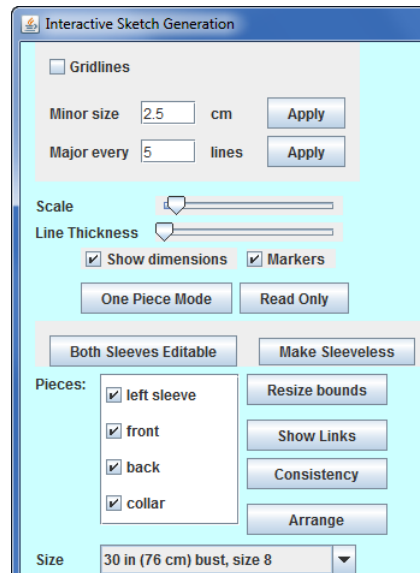 Interactive Sketch Generation
Gridlines
Minor size 2.5 cm Apply
Major every 5 lines Apply
Scale
Line Thickness
Show dimensions Markers
One Piece Mode Read Only
Both Sleeves Editable Make Sleeveless
Pieces: left sleeve Resize bounds
front Show Links
back Consistency
collar Arrange
Size 30 in (76 cm) bust, size 8